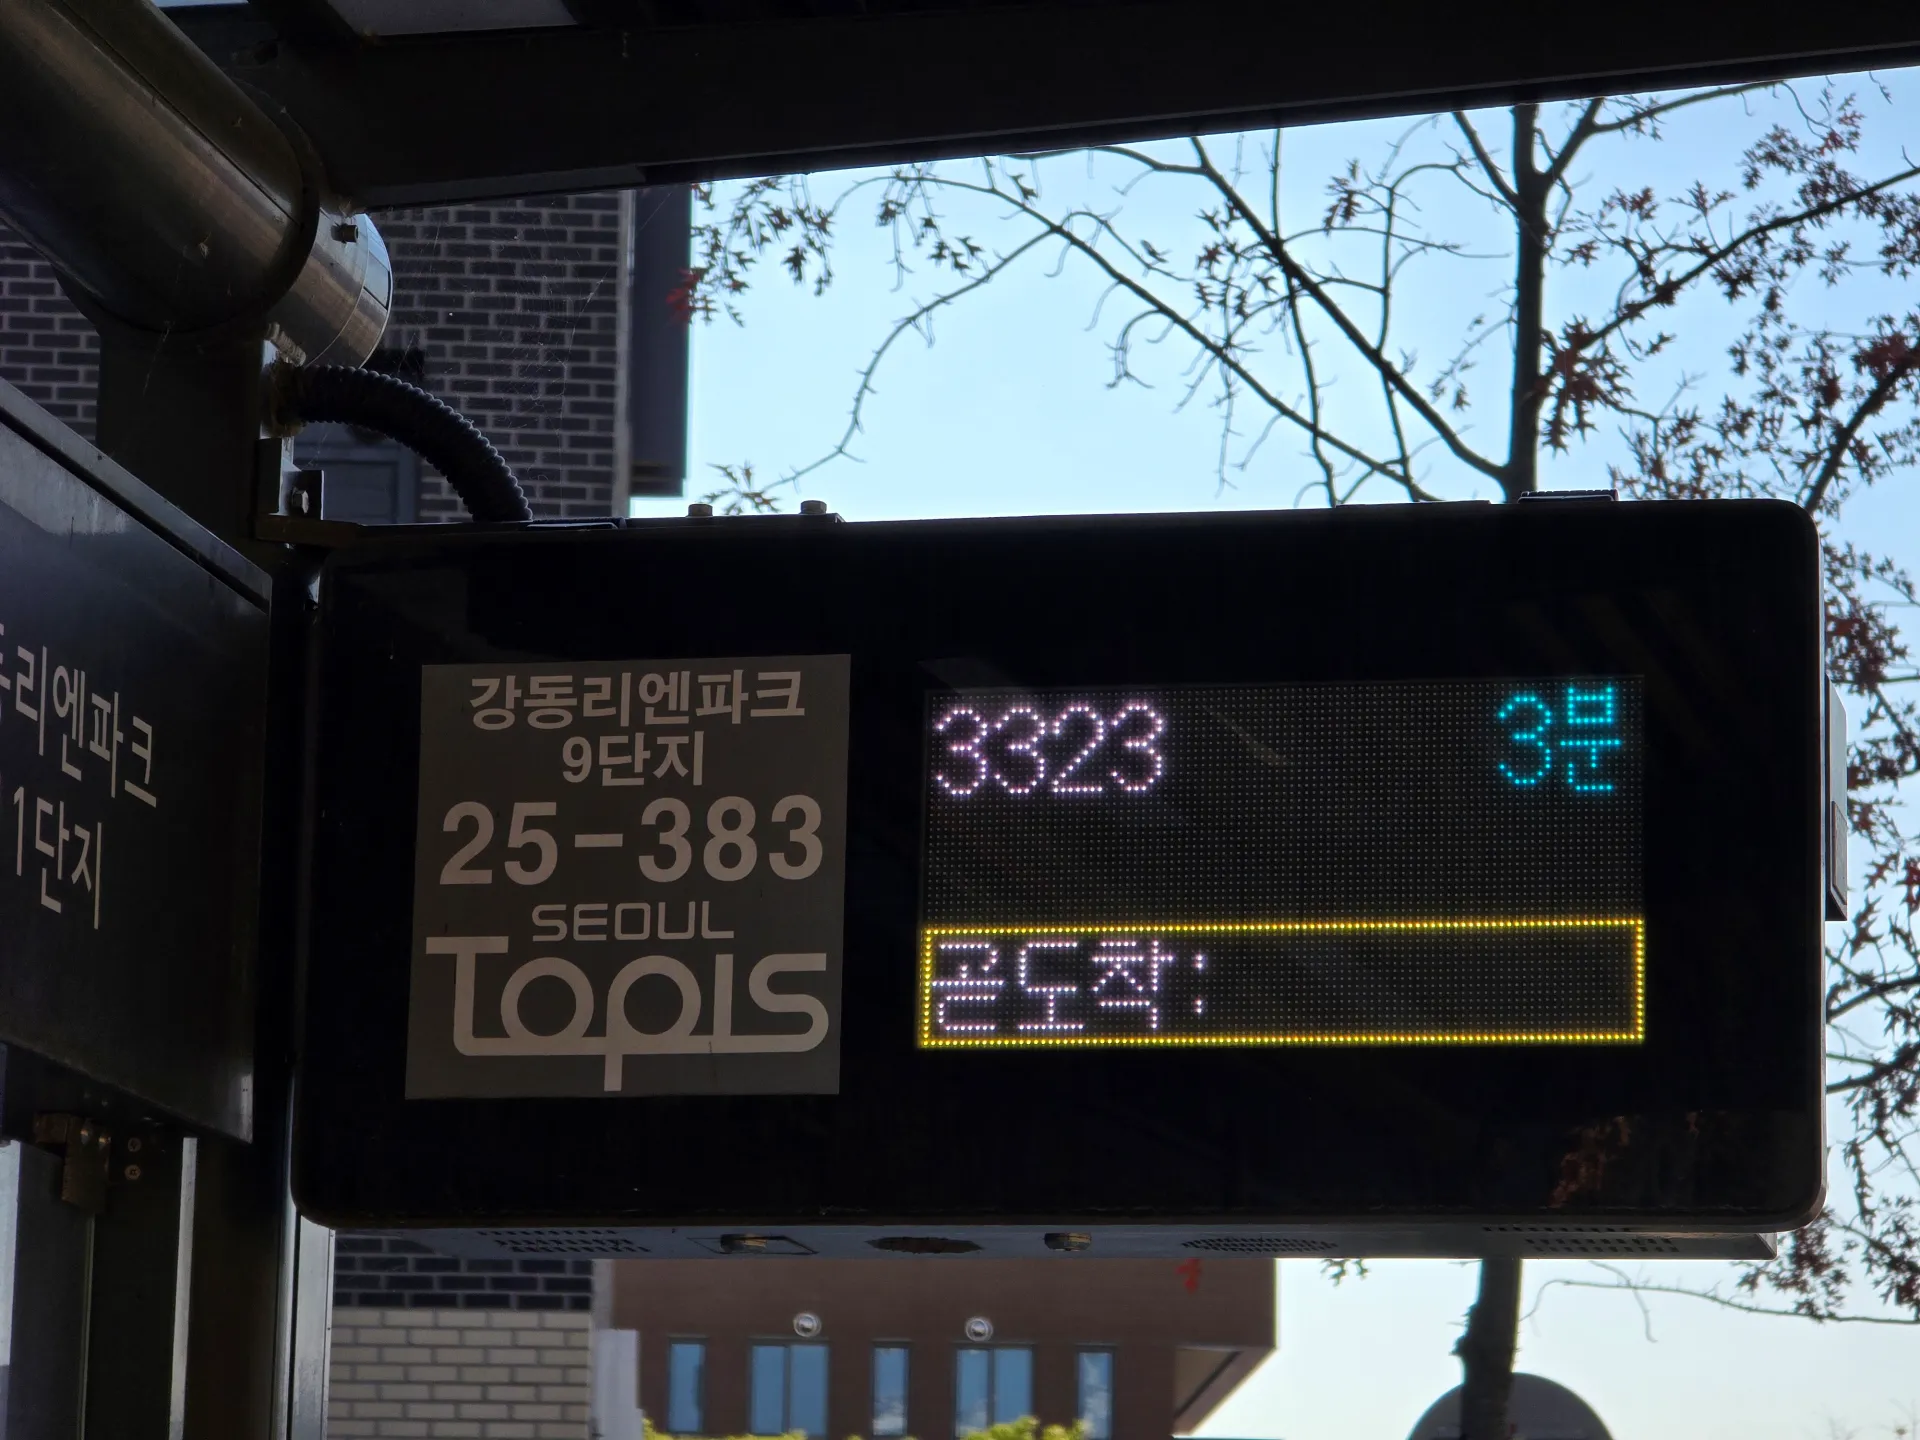 리엔파크
1단지
강동리엔파크
9단지
25-383
SEOUL
TOPIS
3323 3분
곧도착: